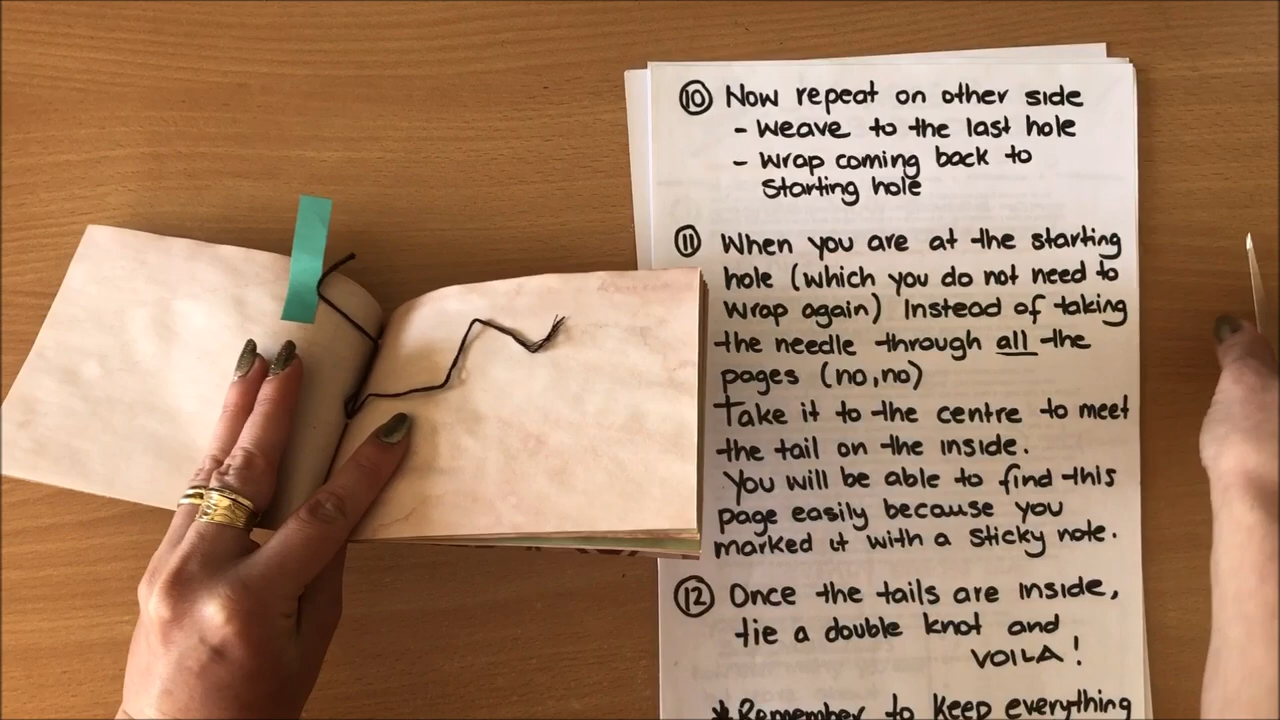 ⑩ Now repeat on other side
- Weave to the last hole
- Wrap coming back to
starting hole
⑪ When you are at the starting
hole (which you do not need to
wrap again) Instead of taking
the needle through all the
pages (no,no)
Take it to the centre to meet
the tail on the inside.
You will be able to find this
page easily because you
marked it with a sticky note.
⑫ Once the tails are inside,
tie a double knot and
VOILA!
*Remember to keep everything